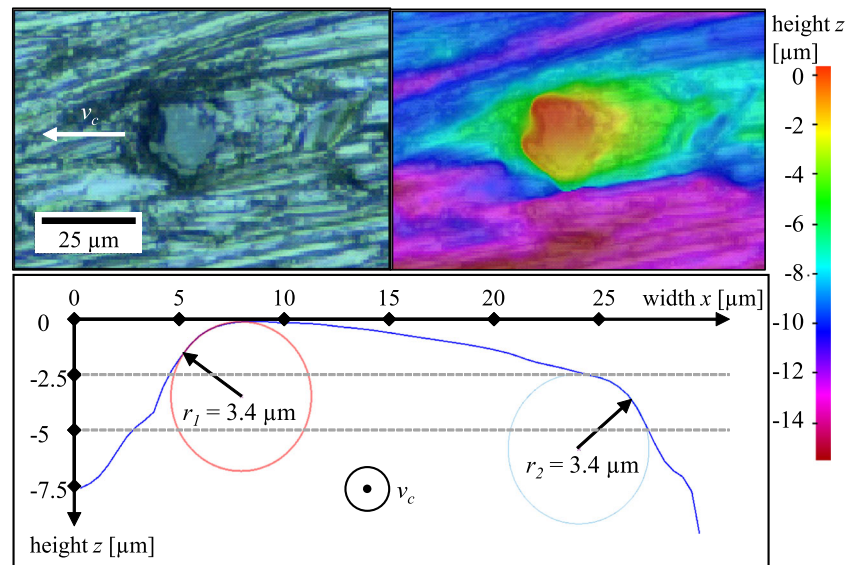 height z
[µm]
v_c
25 µm
0
-2
-4
-6
-8
-10
-12
-14
0 5 10 15 20 25 width x [µm]
0
-2.5
-5
-7.5
r_1 = 3.4 µm
r_2 = 3.4 µm
v_c
height z [µm]